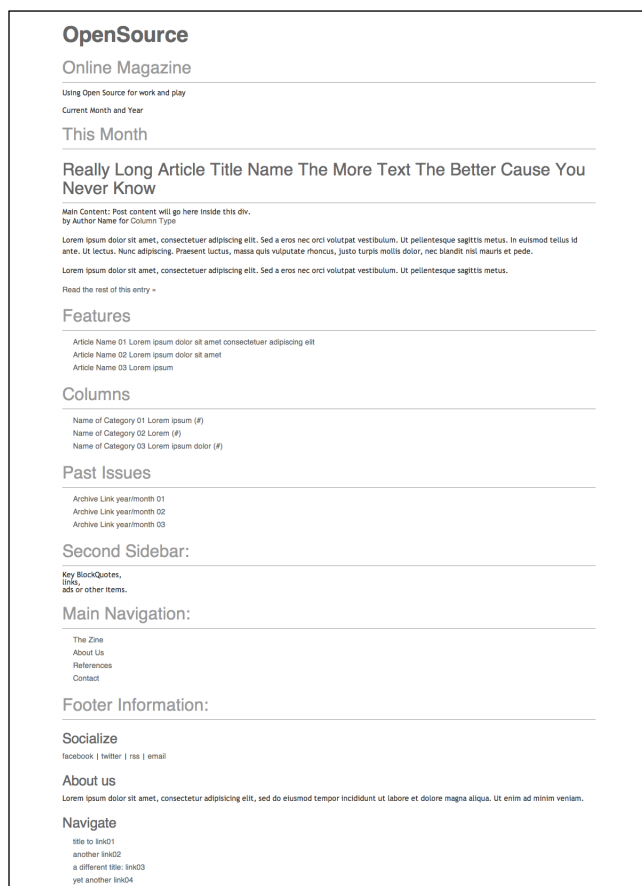 OpenSource
Online Magazine
Using Open Source for work and play
Current Month and Year
This Month
Really Long Article Title Name The More Text The Better Cause You
Never Know
Main Content: Post content will go here inside this div.
by Author Name for Column Type
Lorem ipsum dolor sit amet, consectetuer adipiscing elit. Sed a eros nec orci volutpat vestibulum. Ut pellentesque sagittis metus. In euismod tellus id
ante. Ut lectus. Nunc adipiscing. Praesent luctus, massa quis vulputate rhoncus, justo turpis mollis dolor, nec blandit nisl mauris et pede.
Lorem ipsum dolor sit amet, consectetuer adipiscing elit. Sed a eros nec orci volutpat vestibulum. Ut pellentesque sagittis metus.
Read the rest of this entry »
Features
Article Name 01 Lorem ipsum dolor sit amet consectetuer adipiscing elit
Article Name 02 Lorem ipsum dolor sit amet
Article Name 03 Lorem ipsum
Columns
Name of Category 01 Lorem ipsum (#)
Name of Category 02 Lorem (#)
Name of Category 03 Lorem ipsum dolor (#)
Past Issues
Archive Link year/month 01
Archive Link year/month 02
Archive Link year/month 03
Second Sidebar:
Key BlockQuotes,
links,
ads or other items.
Main Navigation:
The Zine
About Us
References
Contact
Footer Information:
Socialize
facebook | twitter | rss | email
About us
Lorem ipsum dolor sit amet, consectetur adipisicing elit, sed do eiusmod tempor incididunt ut labore et dolore magna aliqua. Ut enim ad minim veniam.
Navigate
title to link01
another link02
a different title: link03
yet another link04